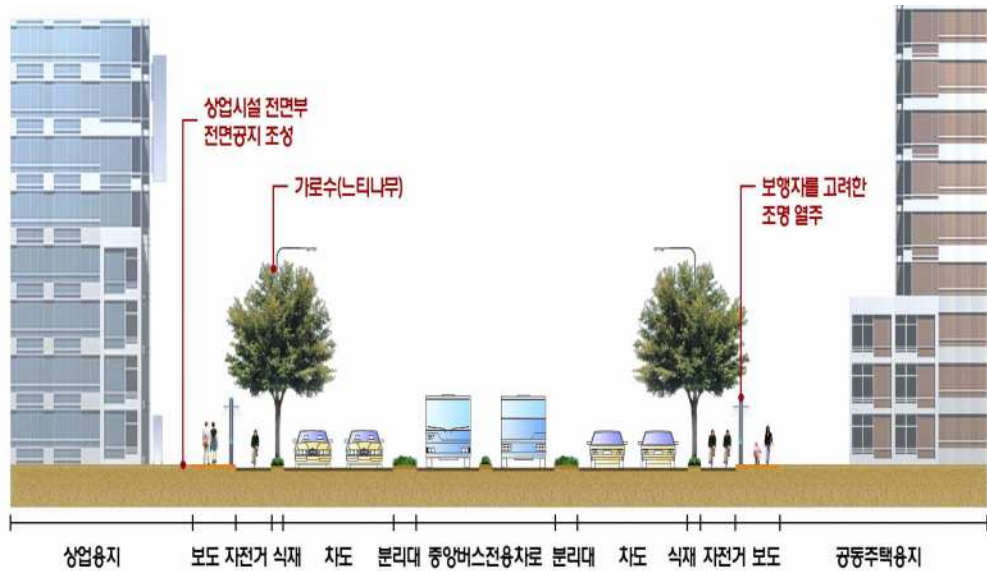 상업시설 전면부
전면공지 조성
가로수(느티나무)
보행자를 고려한
조명 열주
상업용지 보도 자전거 식재 차도 분리대 중앙버스전용차로 분리대 차도 식재 자전거 보도 공동주택용지